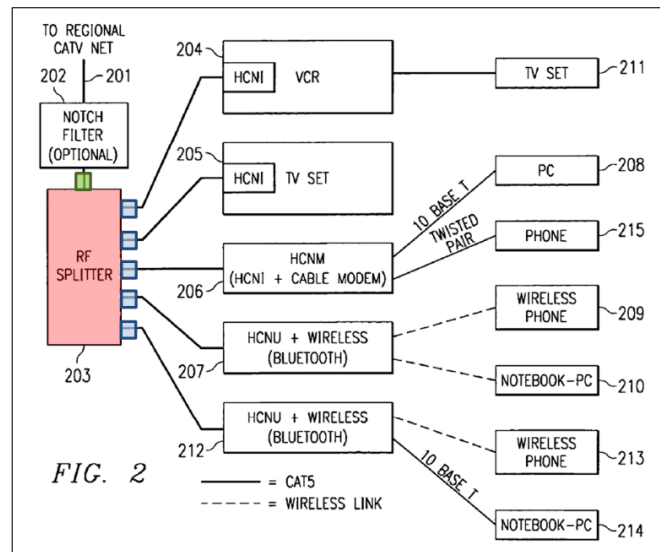 TO REGIONAL
CATV NET
201
202
NOTCH
FILTER
(OPTIONAL)
RF
SPLITTER
203
204
HCNI
VCR
TV SET
211
205
HCNI
TV SET
10 BASE T
PC
208
TWISTED
PAIR
PHONE
215
HCNM
(HCNI + CABLE MODEM)
206
HCNU + WIRELESS
(BLUETOOTH)
207
WIRELESS
PHONE
209
NOTEBOOK-PC
210
HCNU + WIRELESS
(BLUETOOTH)
212
WIRELESS
PHONE
213
10 BASE T
NOTEBOOK-PC
214
FIG. 2
= CAT5
= WIRELESS LINK